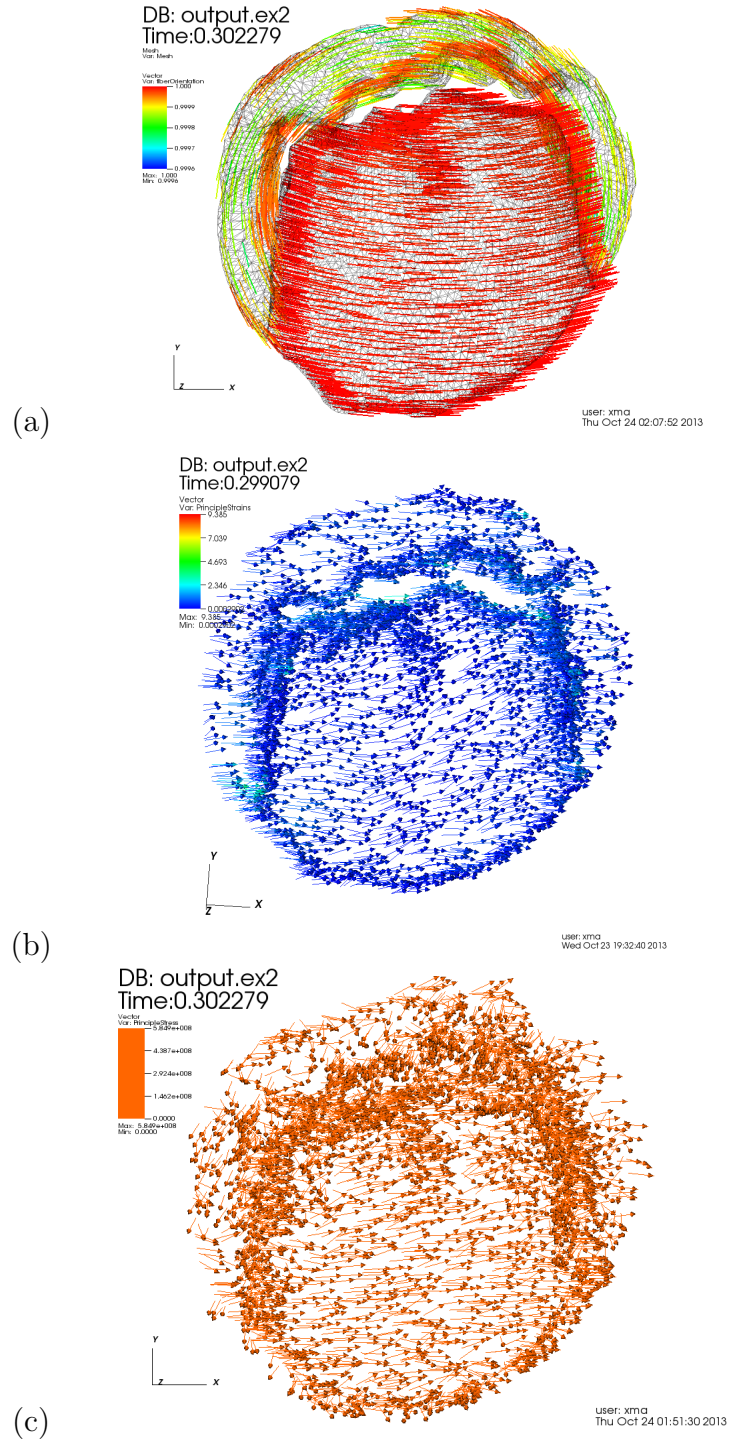 DB: output.ex2
Time:0.302279
Mesh
Var: Mesh
Vector
Var: fiberOrientation
1.000
0.9999
0.9998
0.9997
0.9996
Max: 1.000
Min: 0.9996
Y
Z X
user: xma
Thu Oct 24 02:07:52 2013
(a)
DB: output.ex2
Time:0.299079
Vector
Var: PrincipleStrains
9.385
7.039
4.693
2.346
Max: 9.385
Y
Z X
user: xma
Wed Oct 23 19:32:40 2013
(b)
DB: output.ex2
Time:0.302279
Vector
Var: PrincipleStress
5.849e+008
4.387e+008
2.924e+008
1.462e+008
0.0000
Max: 5.849e+008
Min: 0.0000
Y
Z X
user: xma
Thu Oct 24 01:51:30 2013
(c)